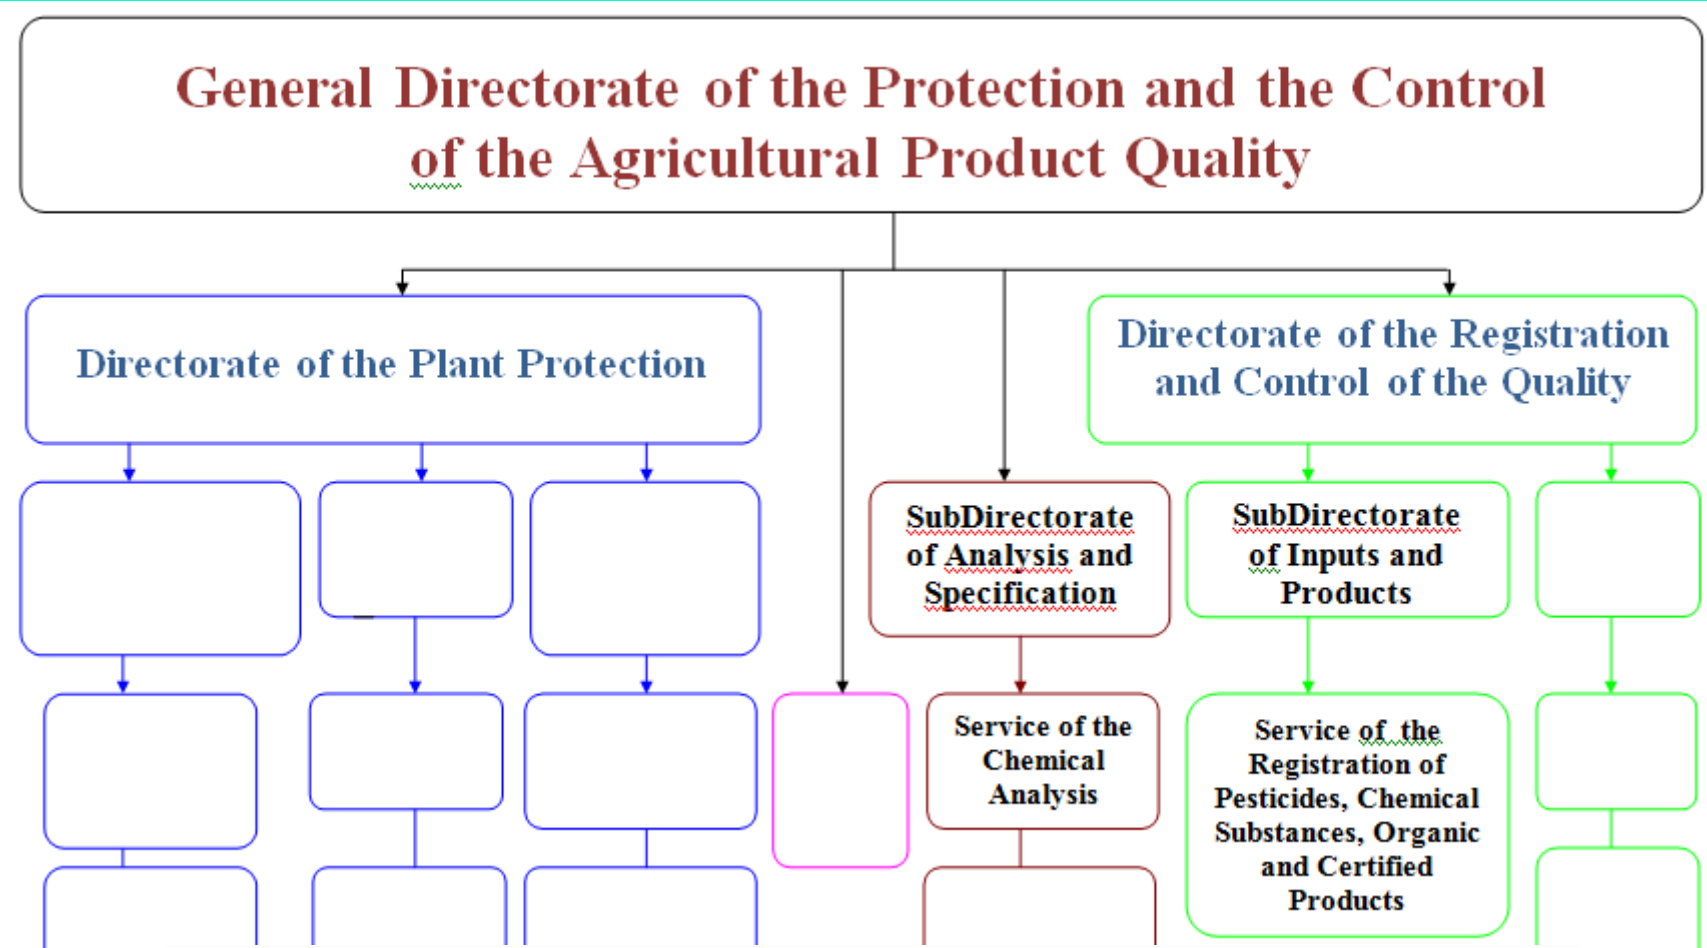 General Directorate of the Protection and the Control
of the Agricultural Product Quality
Directorate of the Plant Protection
Directorate of the Registration
and Control of the Quality
SubDirectorate
of Analysis and
Specification
SubDirectorate
of Inputs and
Products
Service of the
Chemical
Analysis
Service of the
Registration of
Pesticides, Chemical
Substances, Organic
and Certified
Products